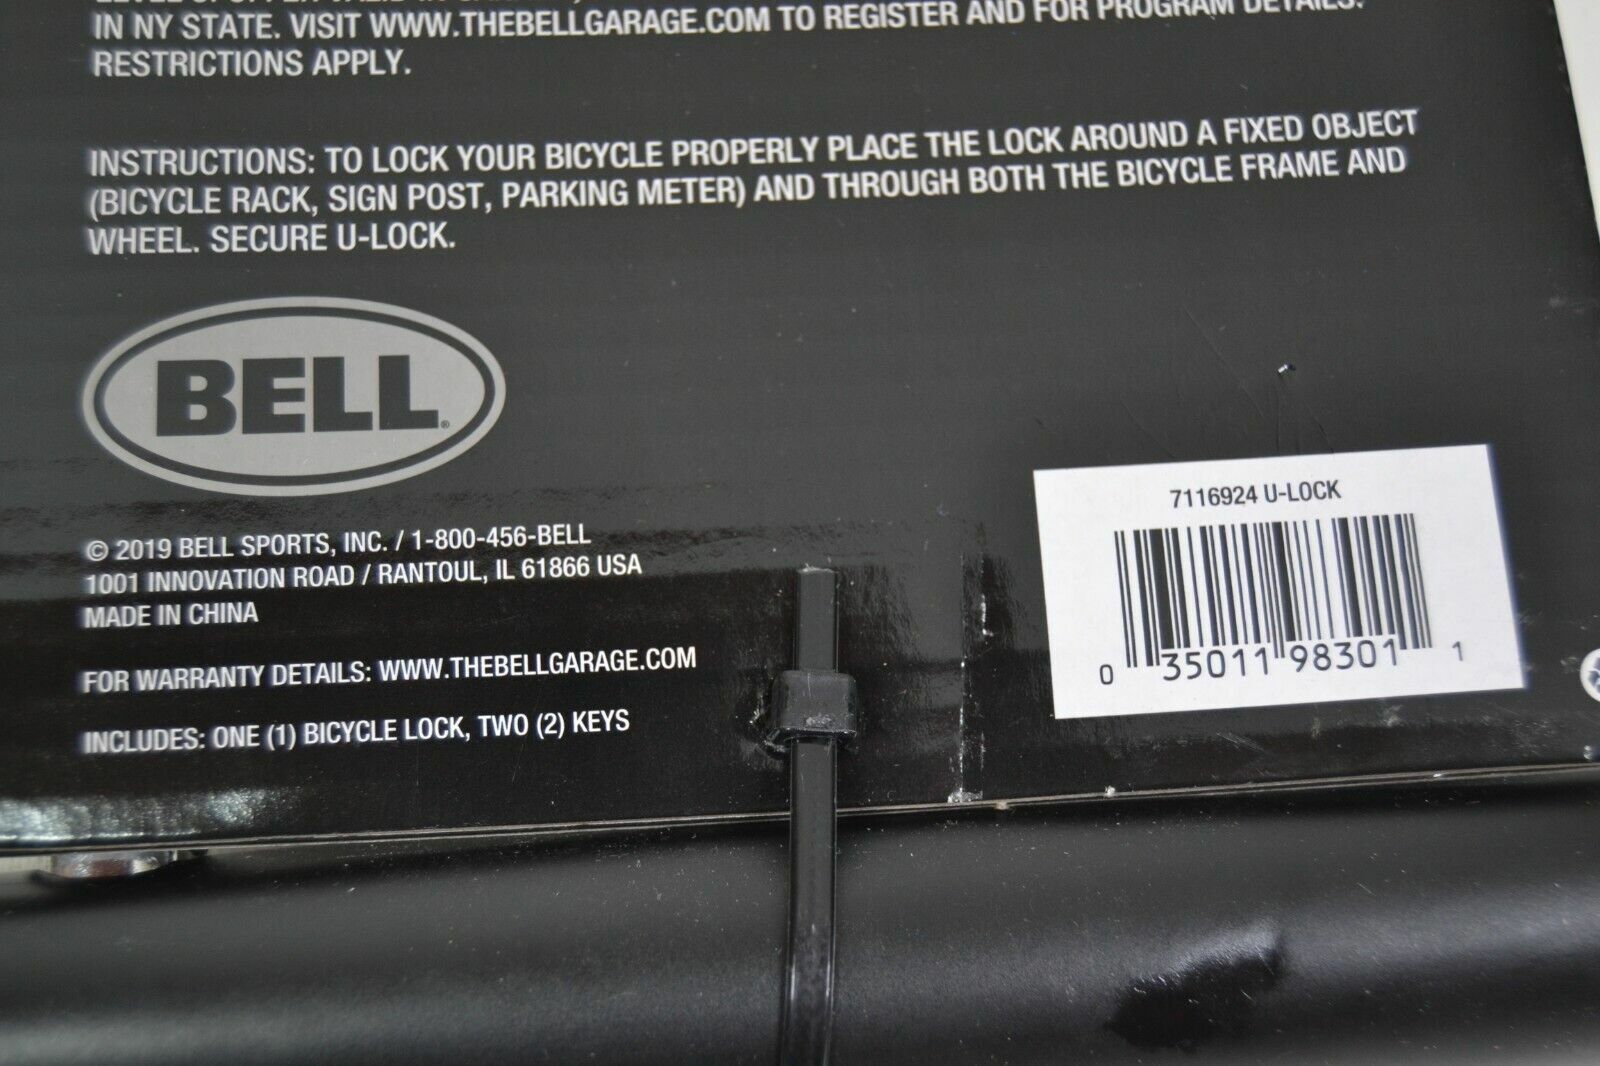 IN NY STATE. VISIT WWW.THEBELLGARAGE.COM TO REGISTER AND FOR PROGRAM DETAILS.
RESTRICTIONS APPLY.
INSTRUCTIONS: TO LOCK YOUR BICYCLE PROPERLY PLACE THE LOCK AROUND A FIXED OBJECT
(BICYCLE RACK, SIGN POST, PARKING METER) AND THROUGH BOTH THE BICYCLE FRAME AND
WHEEL. SECURE U-LOCK.
BELL®
© 2019 BELL SPORTS, INC. / 1-800-456-BELL
1001 INNOVATION ROAD / RANTOUL, IL 61866 USA
MADE IN CHINA
FOR WARRANTY DETAILS: WWW.THEBELLGARAGE.COM
INCLUDES: ONE (1) BICYCLE LOCK, TWO (2) KEYS
7116924 U-LOCK
0 35011 98301 1